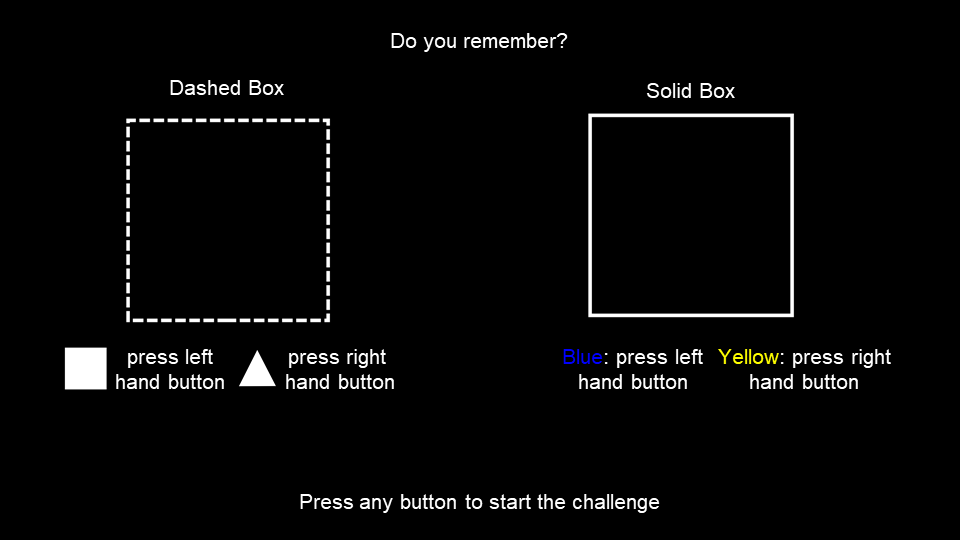 Do you remember?
Dashed Box
Solid Box
press left
hand button
press right
hand button
Blue: press left
hand button
Yellow: press right
hand button
Press any button to start the challenge